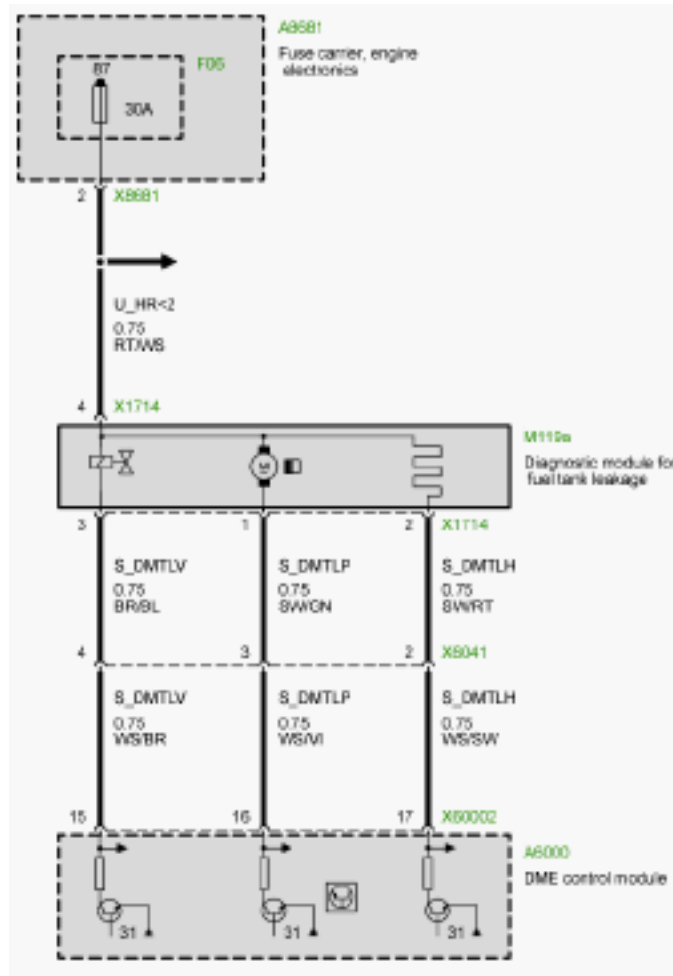 A8681
Fuse carrier, engine
electronics
F06
87
30A
2 X8681
U_HR<2
0.75
RT/WS
4 X1714
M119a
Diagnostic module for
fuel tank leakage
M
3 1 2 X1714
S_DMTLV S_DMTLP S_DMTLH
0.75 0.75 0.75
BR/BL SW/GN SW/RT
4 3 2 X6041
S_DMTLV S_DMTLP S_DMTLH
0.75 0.75 0.75
WS/BR WS/VI WS/SW
15 16 17 X60002
A6000
DME control module
31 31 31